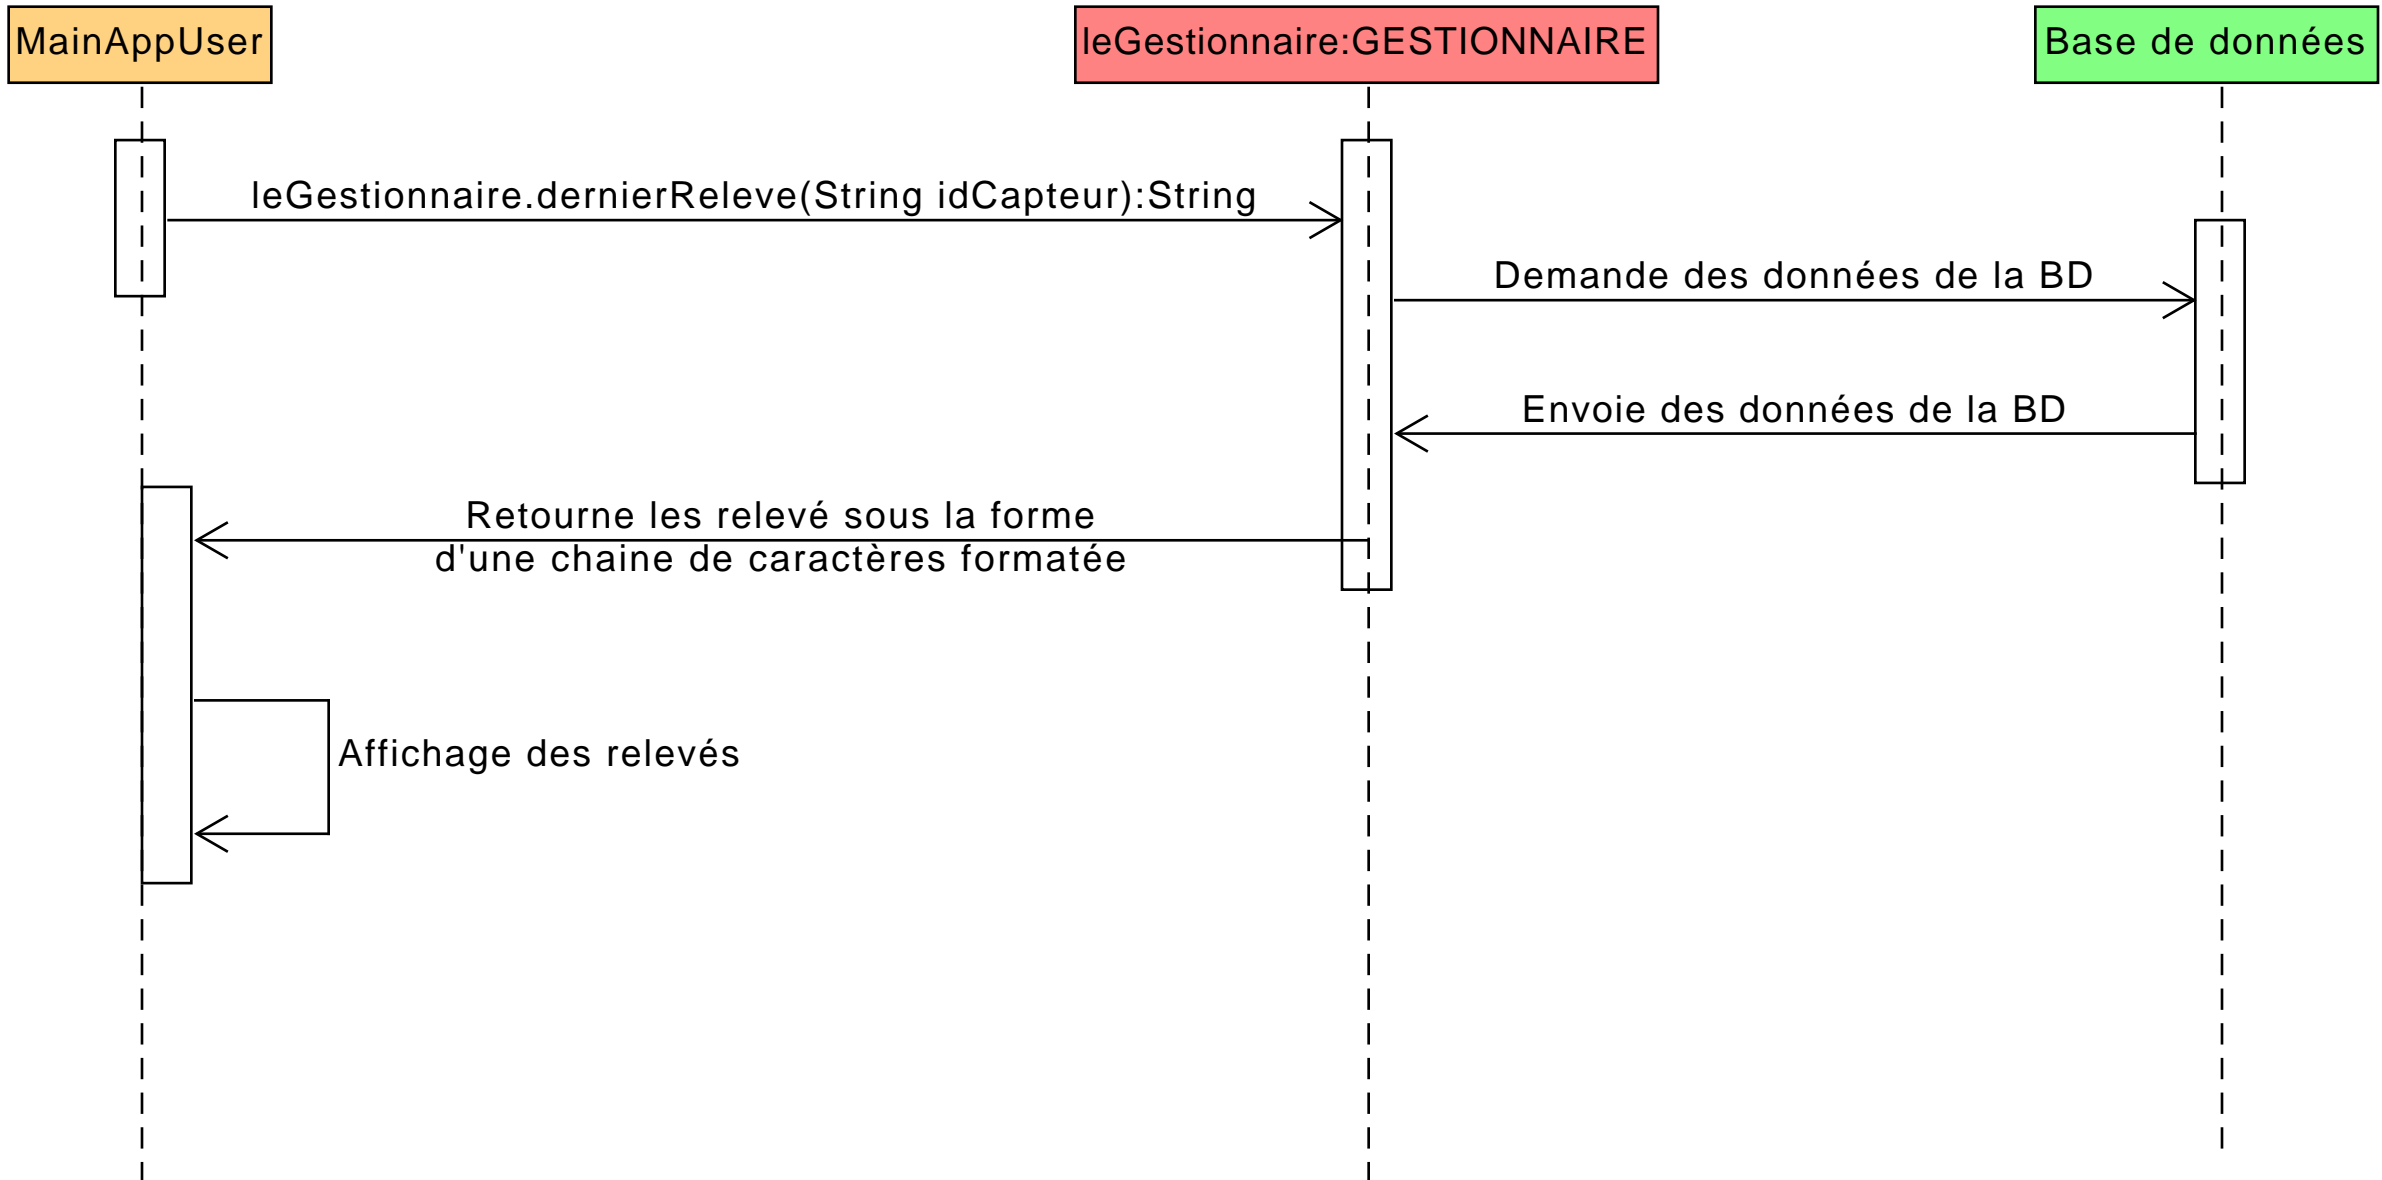 MainAppUser
leGestionnaire:GESTIONNAIRE
Base de données
leGestionnaire.dernierReleve(String idCapteur):String
Demande des données de la BD
Envoie des données de la BD
Retourne les relevé sous la forme
d'une chaine de caractères formatée
Affichage des relevés